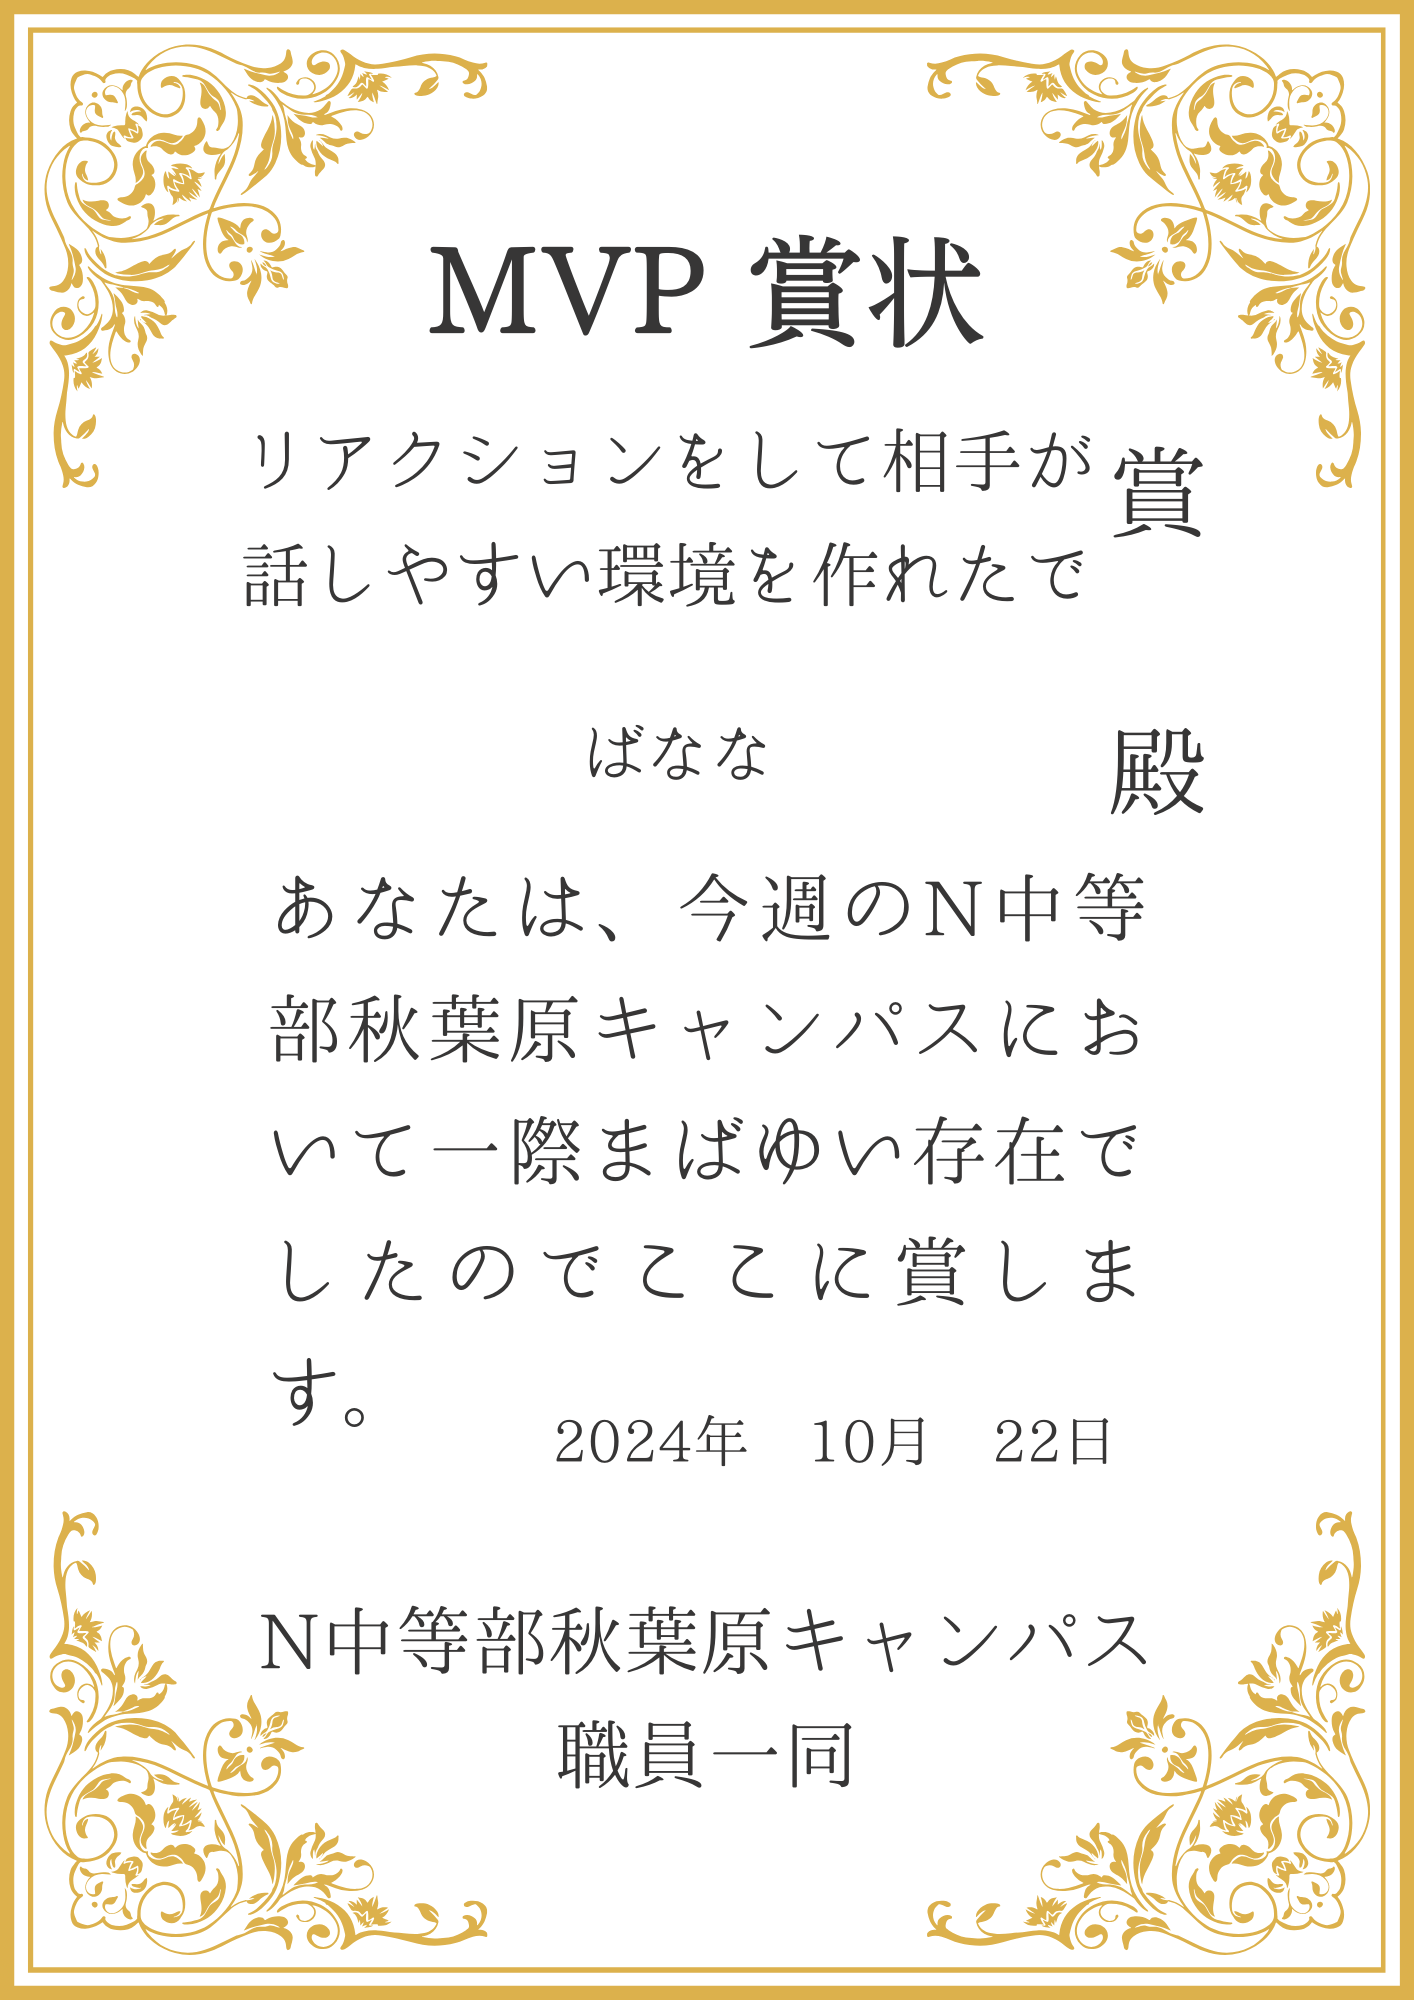 MVP 賞状
リアクションをして相手が
話しやすい環境を作れたで
賞
ばなな
殿
あなたは、今週のN中等
部秋葉原キャンパスにお
いて一際まばゆい存在で
したのでここに賞しま
す。
2024年　10月　22日
N中等部秋葉原キャンパス
職員一同